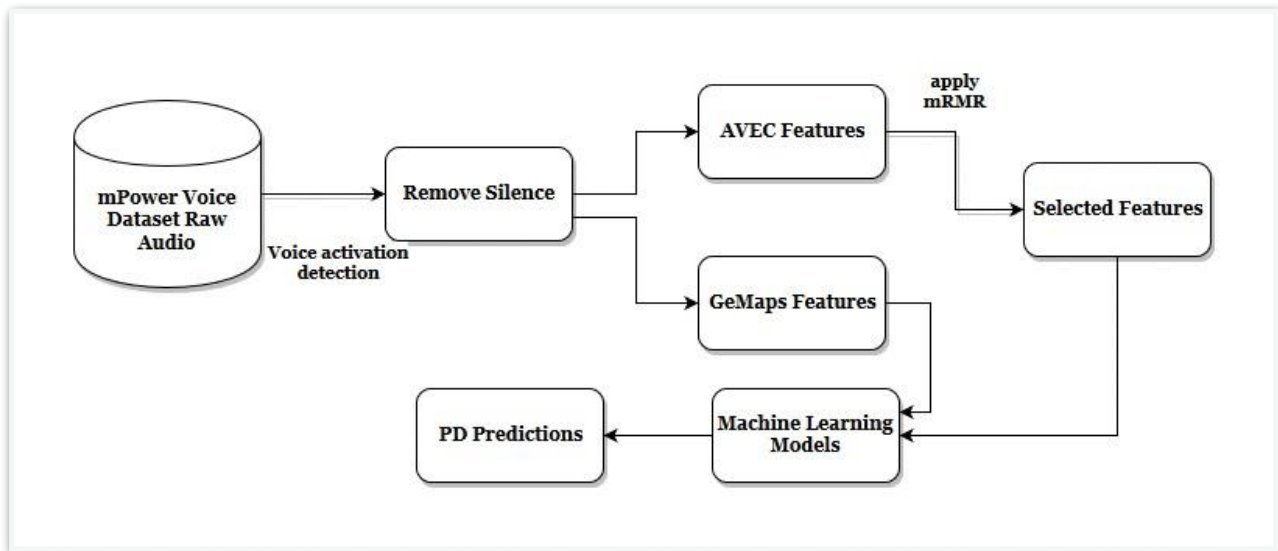 mPower Voice
Dataset Raw
Audio
Voice activation
detection
Remove Silence
AVEC Features
apply
mRMR
Selected Features
GeMaps Features
Machine Learning
Models
PD Predictions